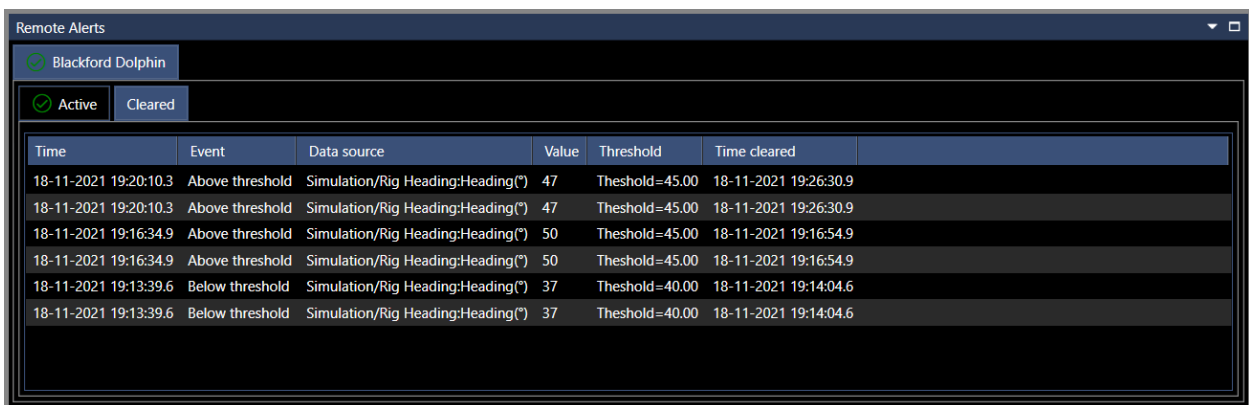 Remote Alerts
Blackford Dolphin
Active Cleared
Time Event Data source Value Threshold Time cleared
18-11-2021 19:20:10.3 Above threshold Simulation/Rig Heading:Heading(°) 47 Theshold=45.00 18-11-2021 19:26:30.9
18-11-2021 19:20:10.3 Above threshold Simulation/Rig Heading:Heading(°) 47 Theshold=45.00 18-11-2021 19:26:30.9
18-11-2021 19:16:34.9 Above threshold Simulation/Rig Heading:Heading(°) 50 Theshold=45.00 18-11-2021 19:16:54.9
18-11-2021 19:16:34.9 Above threshold Simulation/Rig Heading:Heading(°) 50 Theshold=45.00 18-11-2021 19:16:54.9
18-11-2021 19:13:39.6 Below threshold Simulation/Rig Heading:Heading(°) 37 Theshold=40.00 18-11-2021 19:14:04.6
18-11-2021 19:13:39.6 Below threshold Simulation/Rig Heading:Heading(°) 37 Theshold=40.00 18-11-2021 19:14:04.6